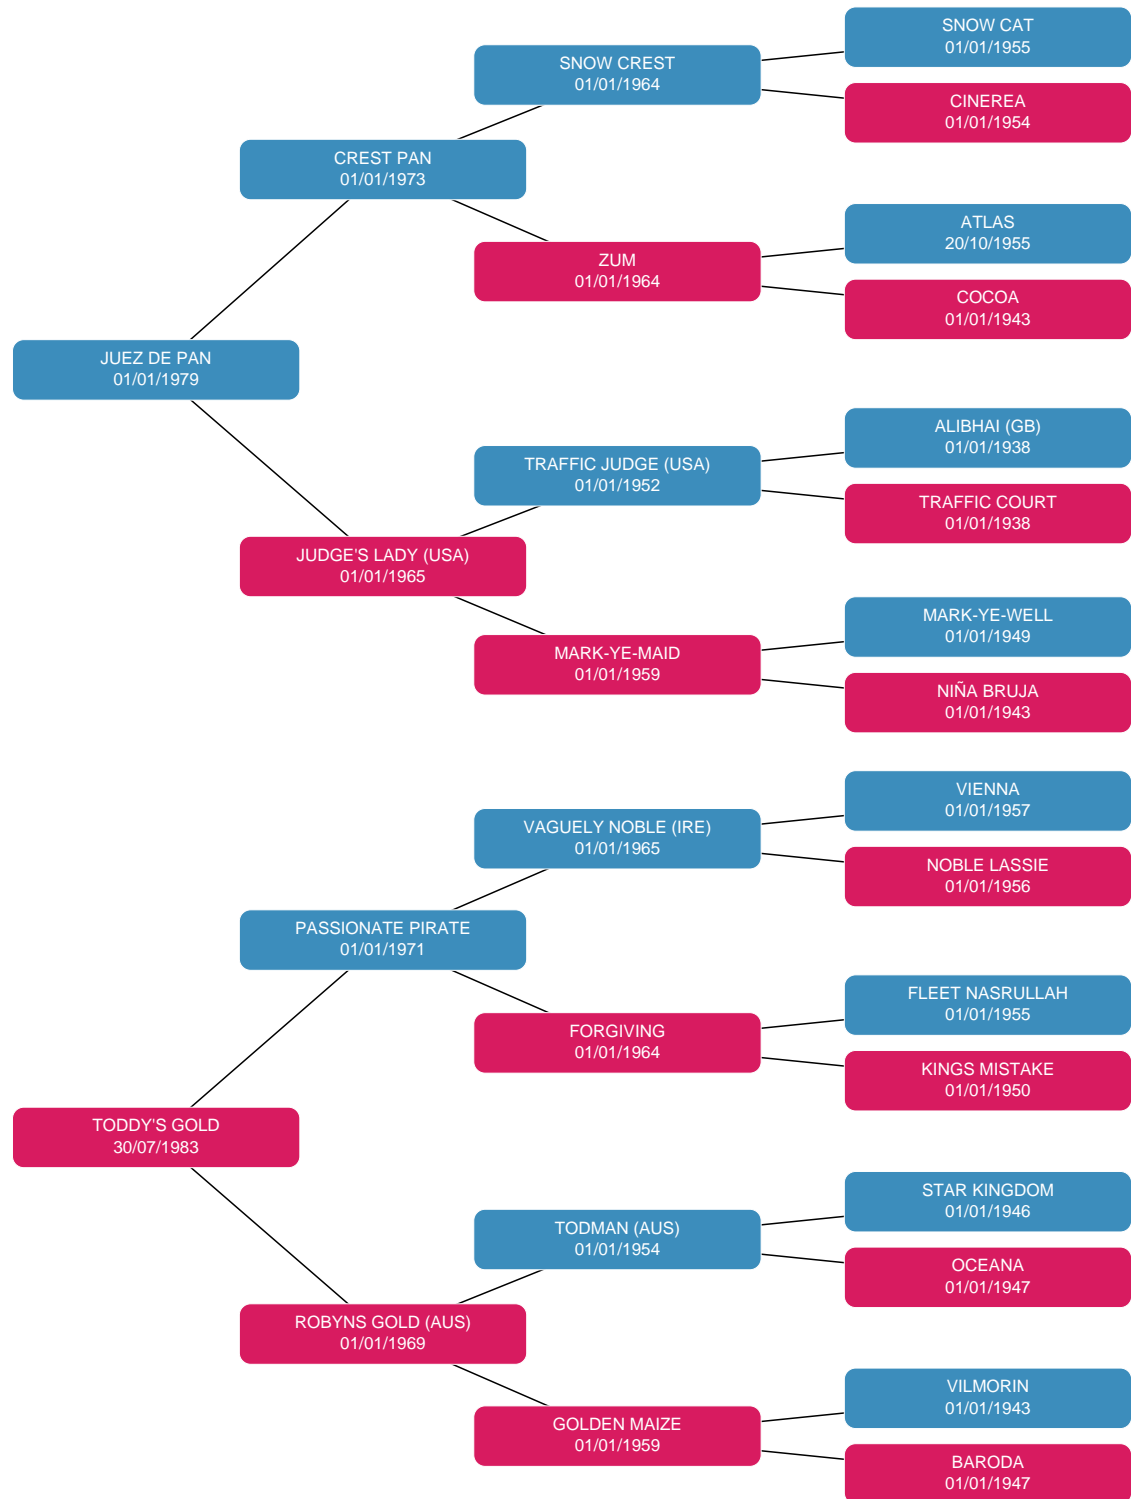 SNOW CAT
01/01/1955
SNOW CREST
01/01/1964
CINEREA
01/01/1954
CREST PAN
01/01/1973
ATLAS
20/10/1955
ZUM
01/01/1964
COCOA
01/01/1943
JUEZ DE PAN
01/01/1979
ALIBHAI (GB)
01/01/1938
TRAFFIC JUDGE (USA)
01/01/1952
TRAFFIC COURT
01/01/1938
JUDGE'S LADY (USA)
01/01/1965
MARK-YE-WELL
01/01/1949
MARK-YE-MAID
01/01/1959
NIÑA BRUJA
01/01/1943
VIENNA
01/01/1957
VAGUELY NOBLE (IRE)
01/01/1965
NOBLE LASSIE
01/01/1956
PASSIONATE PIRATE
01/01/1971
FLEET NASRULLAH
01/01/1955
FORGIVING
01/01/1964
KINGS MISTAKE
01/01/1950
TODDY'S GOLD
30/07/1983
STAR KINGDOM
01/01/1946
TODMAN (AUS)
01/01/1954
OCEANA
01/01/1947
ROBYNS GOLD (AUS)
01/01/1969
VILMORIN
01/01/1943
GOLDEN MAIZE
01/01/1959
BARODA
01/01/1947